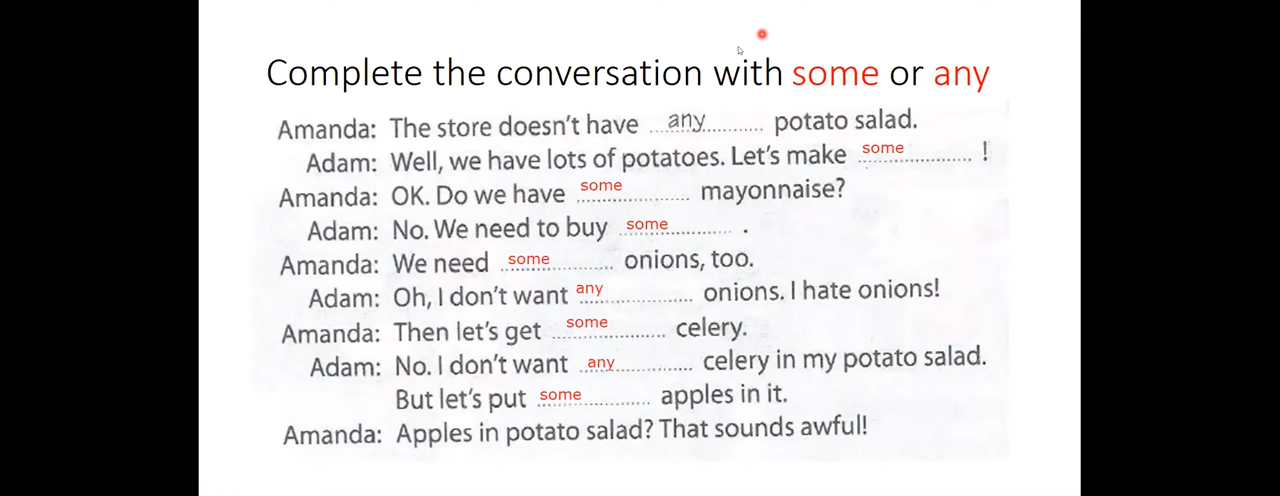 Complete the conversation with some or any
Amanda: The store doesn't have any potato salad.
Adam: Well, we have lots of potatoes. Let's make some !
Amanda: OK. Do we have some mayonnaise?
Adam: No. We need to buy some .
Amanda: We need some onions, too.
Adam: Oh, I don't want any onions. I hate onions!
Amanda: Then let's get some celery.
Adam: No. I don't want any celery in my potato salad.
But let's put some apples in it.
Amanda: Apples in potato salad? That sounds awful!